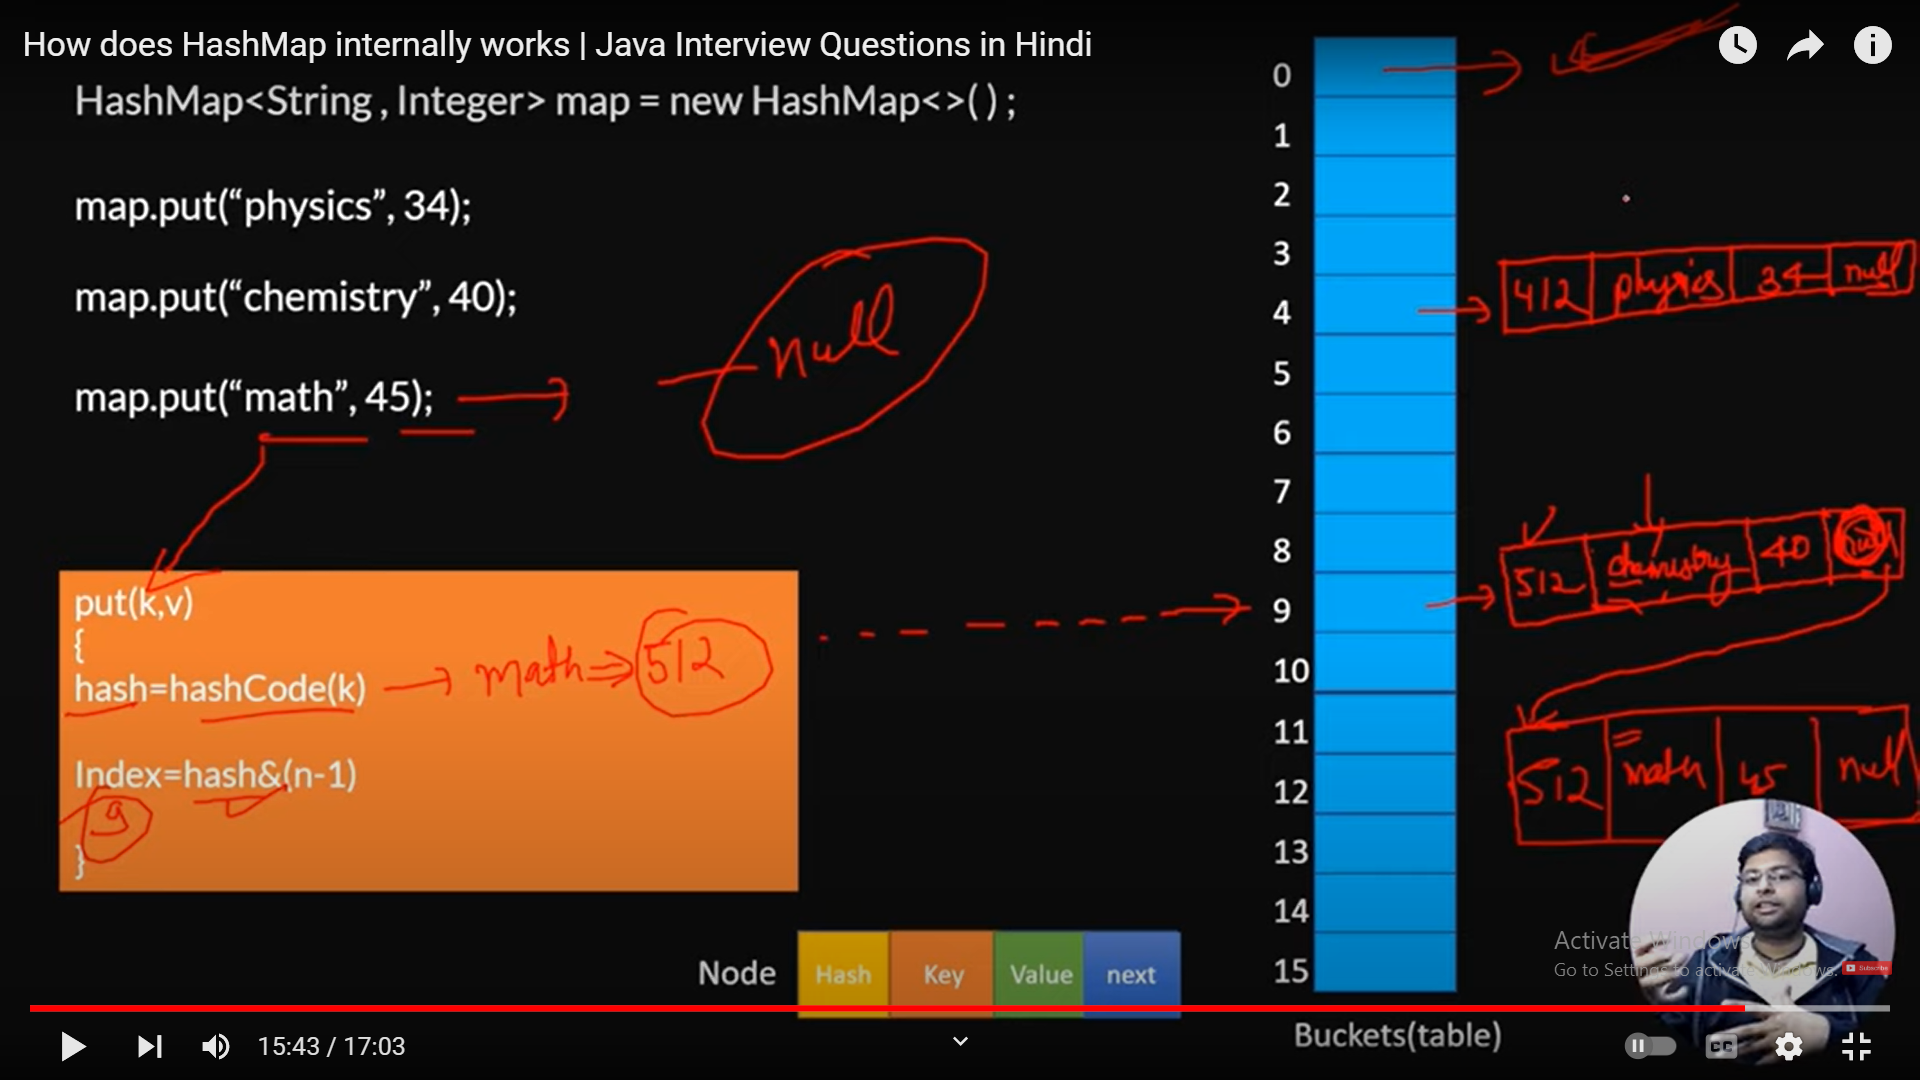 How does HashMap internally works | Java Interview Questions in Hindi
HashMap<String , Integer> map = new HashMap<>( ) ;
map.put(“physics”, 34);
map.put(“chemistry”, 40);
map.put(“math”, 45);
null
put(k,v)
{
hash=hashCode(k)
math⇒512
Index=hash&(n-1)
9
}
0
1
2
3
4
5
6
7
8
9
10
11
12
13
14
15
412 physics 34 null
512 chemistry 40 null
512 math 45 null
Node Hash Key Value next
Buckets(table)
Activate Windows
Go to Settings to activate Windows.
Subscribe
15:43 / 17:03
CC